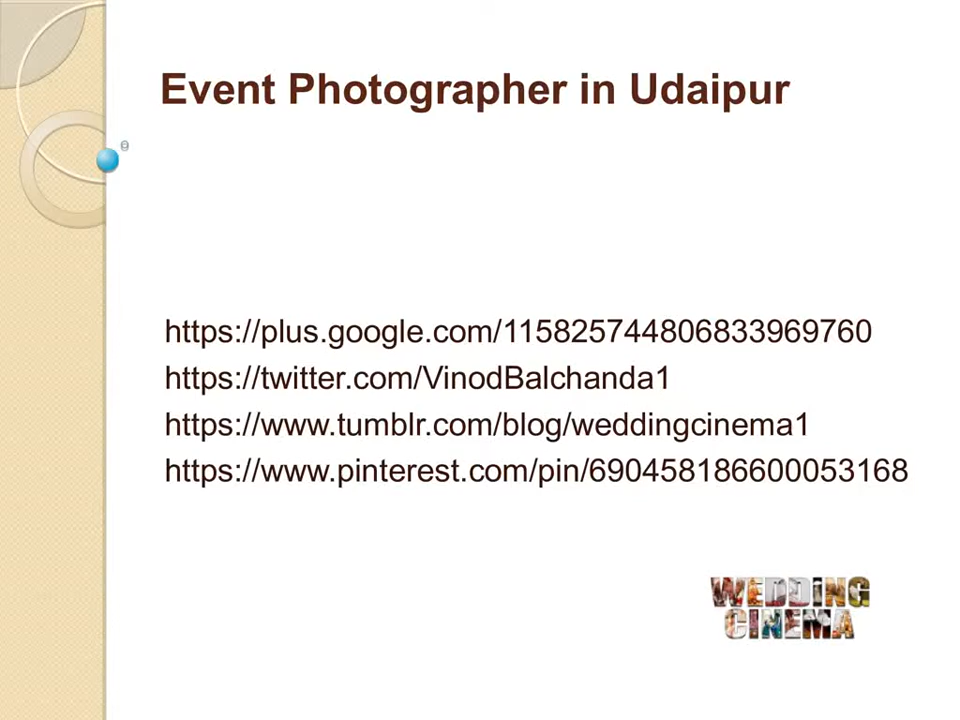 Event Photographer in Udaipur
https://plus.google.com/115825744806833969760
https://twitter.com/VinodBalchanda1
https://www.tumblr.com/blog/weddingcinema1
https://www.pinterest.com/pin/690458186600053168
WEDDING
CINEMA